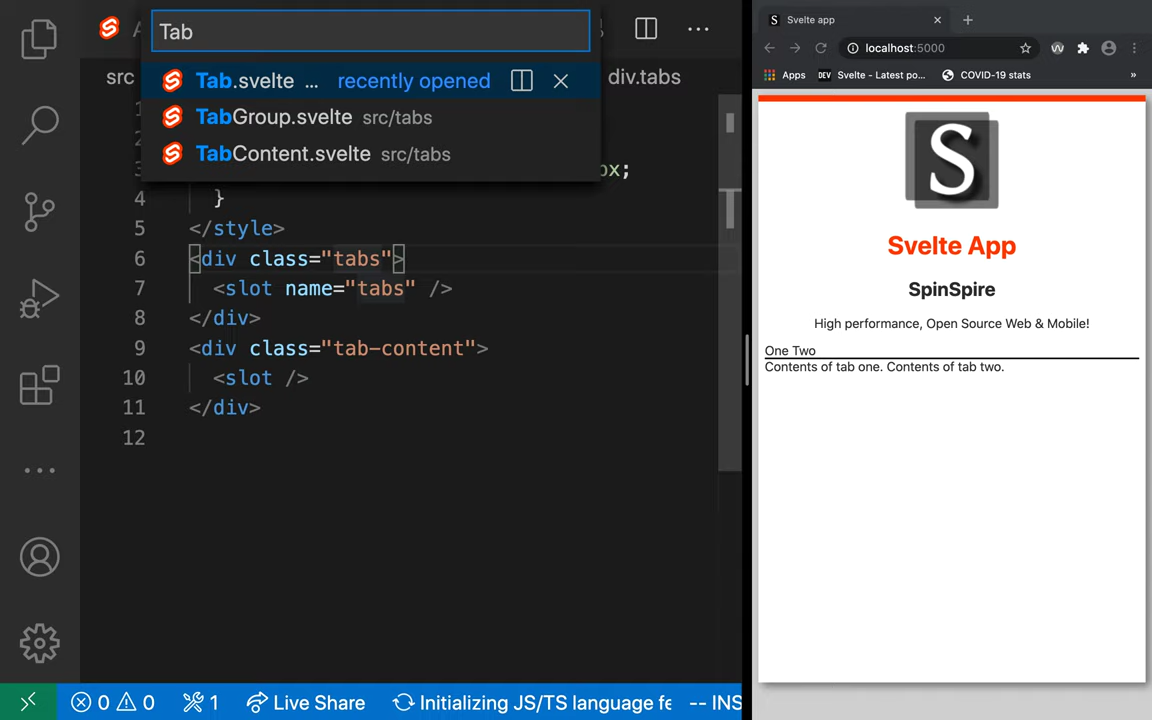 Tab
Tab.svelte ... recently opened
TabGroup.svelte src/tabs
TabContent.svelte src/tabs
src
div.tabs
px;
4 }
5 </style>
6 <div class="tabs">
7 <slot name="tabs" />
8 </div>
9 <div class="tab-content">
10 <slot />
11 </div>
12
0 0 1 Live Share Initializing JS/TS language fe -- INS
Svelte app
localhost:5000
Apps DEV Svelte - Latest po... COVID-19 stats »
S
Svelte App
SpinSpire
High performance, Open Source Web & Mobile!
One Two
Contents of tab one. Contents of tab two.